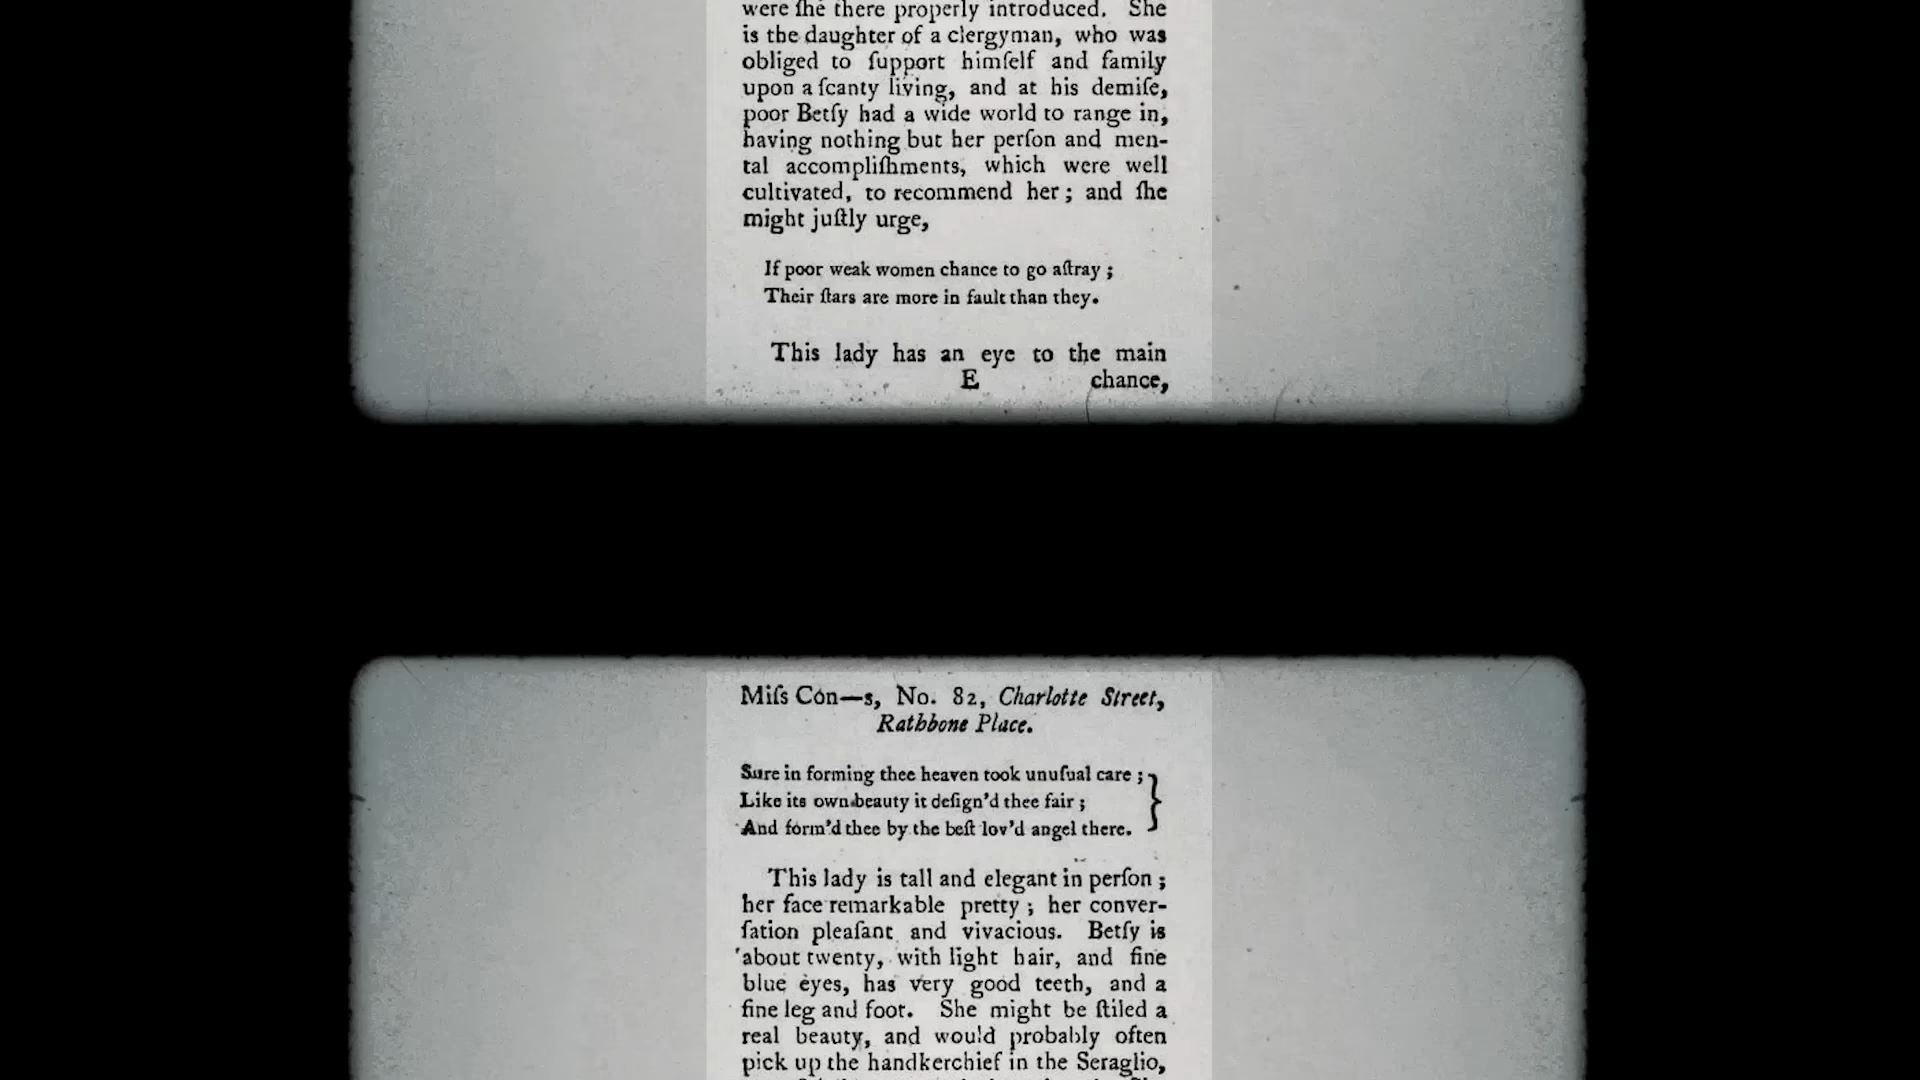 were ſhe there properly introduced. She
is the daughter of a clergyman, who was
obliged to ſupport himſelf and family
upon a ſcanty living, and at his demiſe,
poor Betſy had a wide world to range in,
having nothing but her perſon and men-
tal accompliſhments, which were well
cultivated, to recommend her; and ſhe
might juſtly urge,
If poor weak women chance to go aſtray;
Their ſtars are more in fault than they.
This lady has an eye to the main
E chance,
Miſs Con—s, No. 82, Charlotte Street,
Rathbone Place.
Sure in forming thee heaven took unuſual care;
Like its own beauty it deſign'd thee fair;
And form'd thee by the beſt lov'd angel there.
This lady is tall and elegant in perſon;
her face remarkable pretty; her conver-
ſation pleaſant and vivacious. Betſy is
about twenty, with light hair, and fine
blue eyes, has very good teeth, and a
fine leg and foot. She might be ſtiled a
real beauty, and would probably often
pick up the handkerchief in the Seraglio,